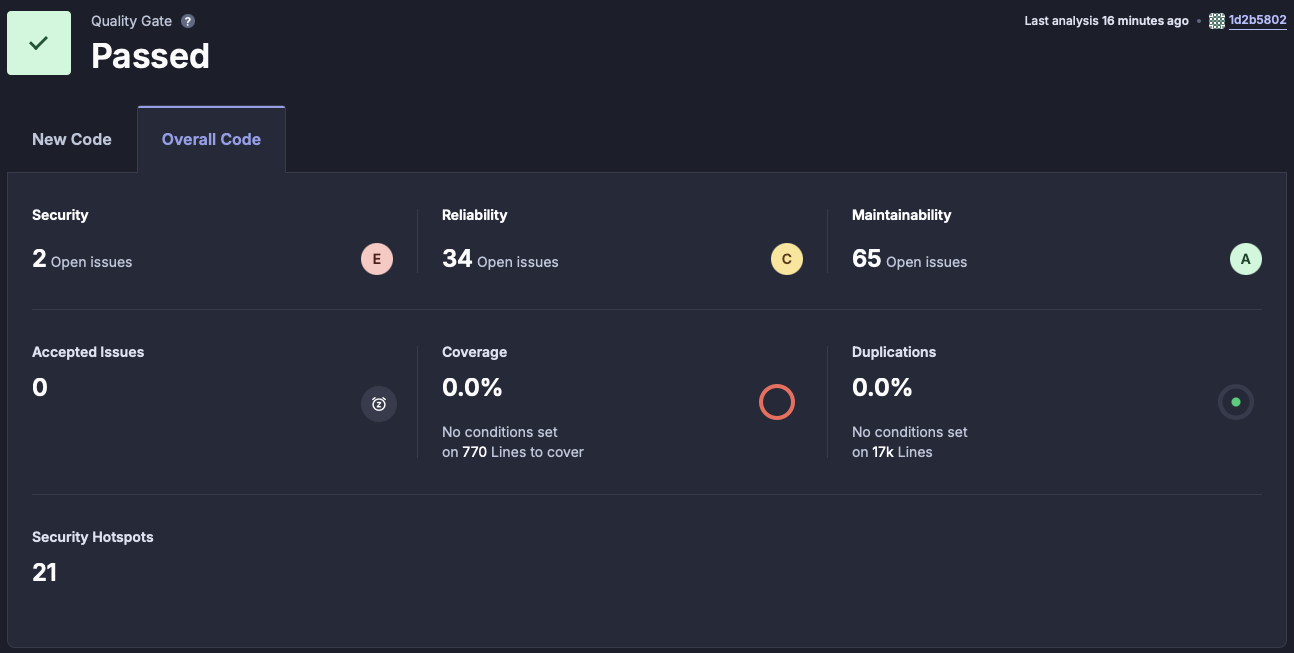 Quality Gate ?
Passed
Last analysis 16 minutes ago • 1d2b5802
New Code
Overall Code
Security
2 Open issues
E
Reliability
34 Open issues
C
Maintainability
65 Open issues
A
Accepted Issues
0
Coverage
0.0%
No conditions set
on 770 Lines to cover
Duplications
0.0%
No conditions set
on 17k Lines
Security Hotspots
21